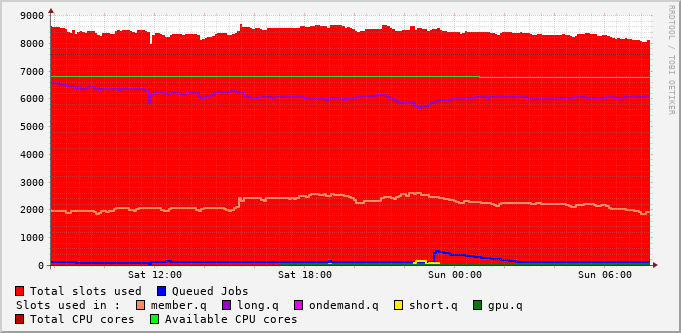 9000
8000
7000
6000
5000
4000
3000
2000
1000
0
Sat 12:00 Sat 18:00 Sun 00:00 Sun 06:00
RRDTOOL / TOBI OETIKER
Total slots used Queued Jobs
Slots used in : member.q long.q ondemand.q short.q gpu.q
Total CPU cores Available CPU cores